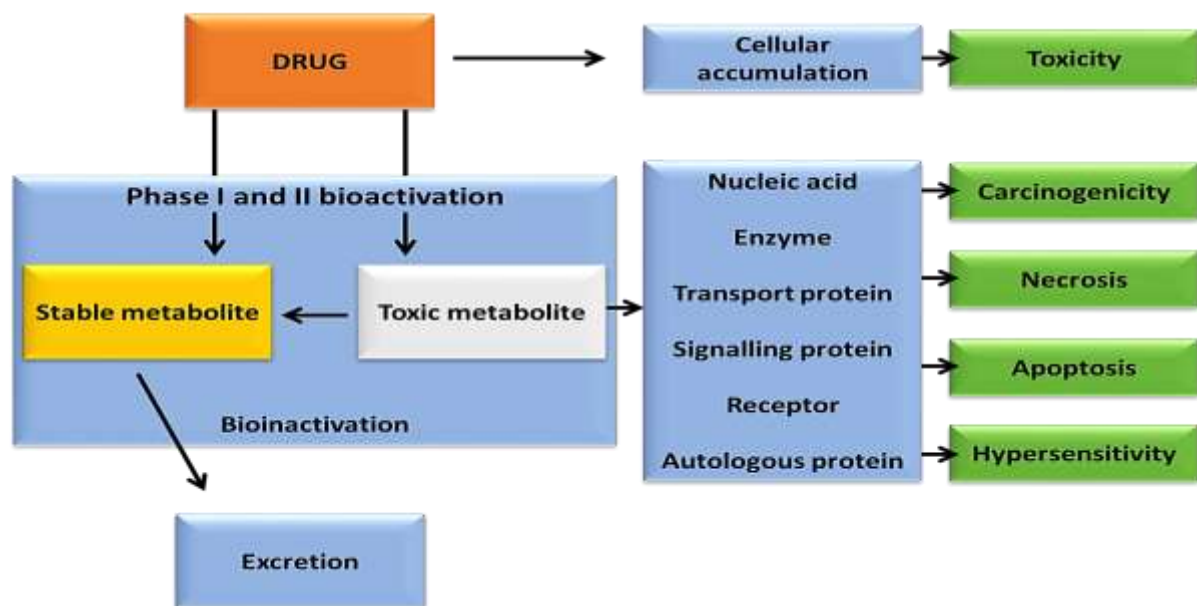 DRUG
Cellular
accumulation
Toxicity
Phase I and II bioactivation
Stable metabolite
Toxic metabolite
Bioinactivation
Excretion
Nucleic acid
Enzyme
Transport protein
Signalling protein
Receptor
Autologous protein
Carcinogenicity
Necrosis
Apoptosis
Hypersensitivity